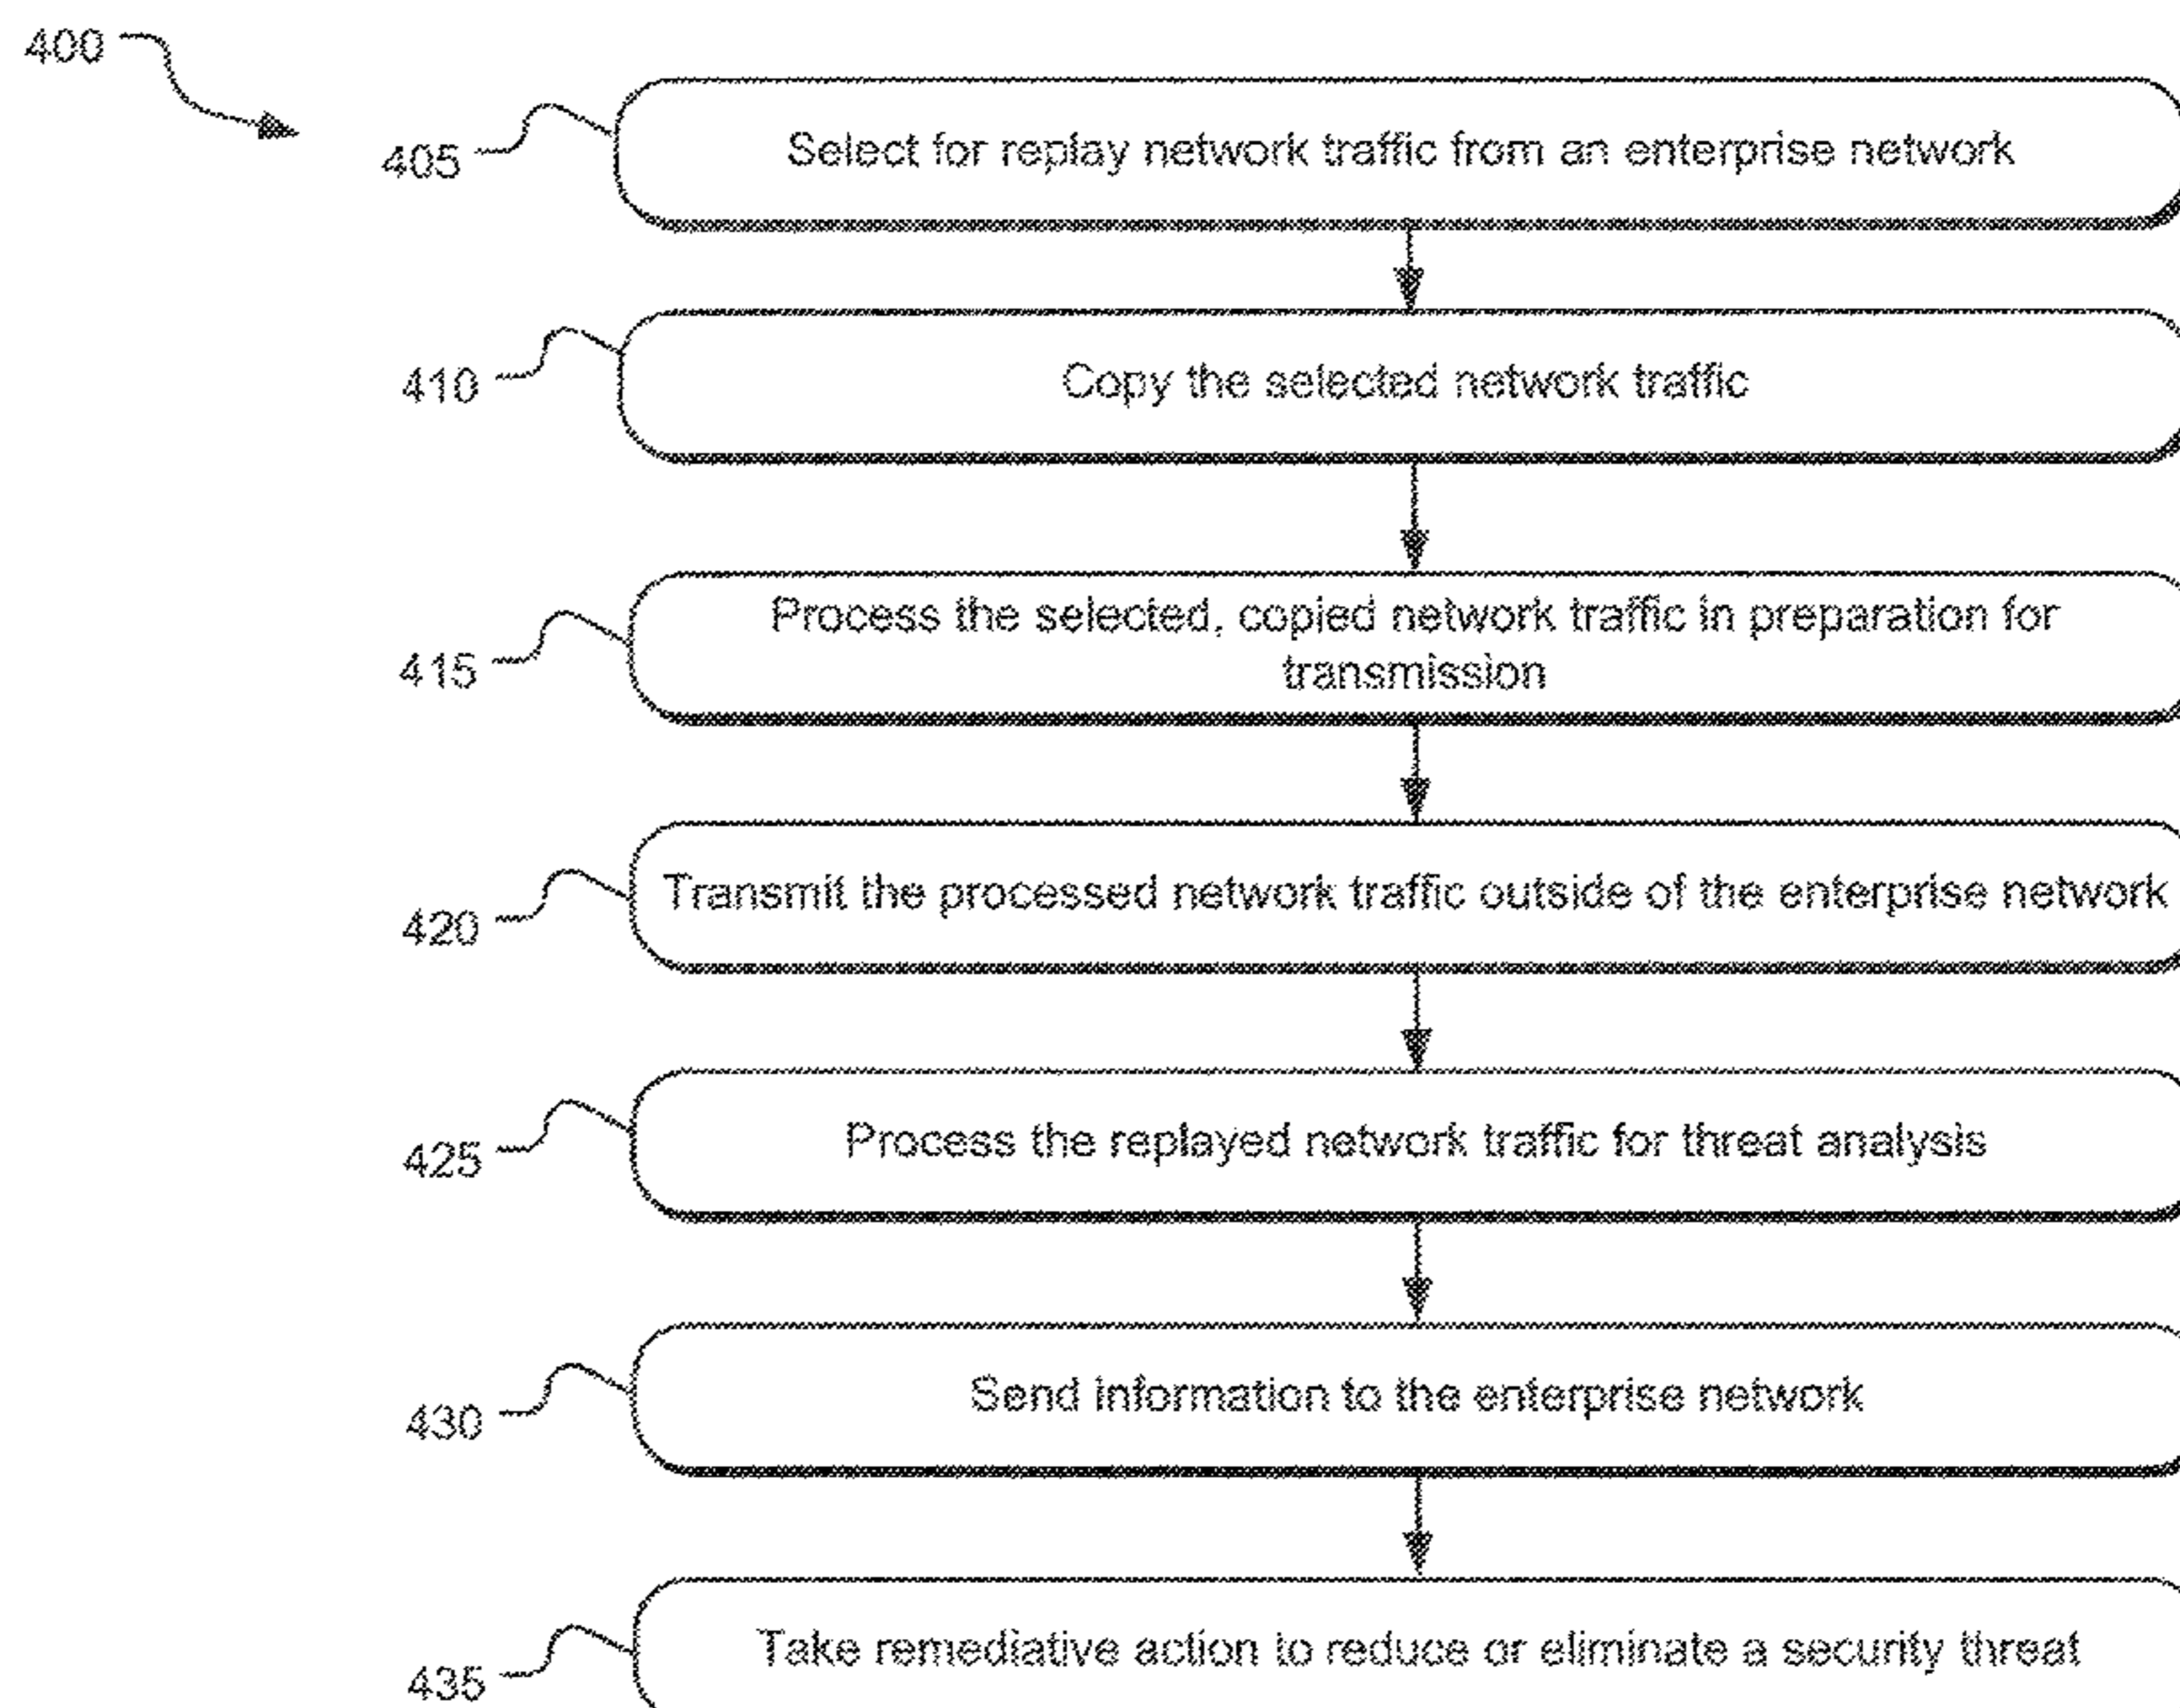 400
405
Select for replay network traffic from an enterprise network
410
Copy the selected network traffic
415
Process the selected, copied network traffic in preparation for
transmission
420
Transmit the processed network traffic outside of the enterprise network
425
Process the replayed network traffic for threat analysis
430
Send information to the enterprise network
435
Take remediative action to reduce or eliminate a security threat